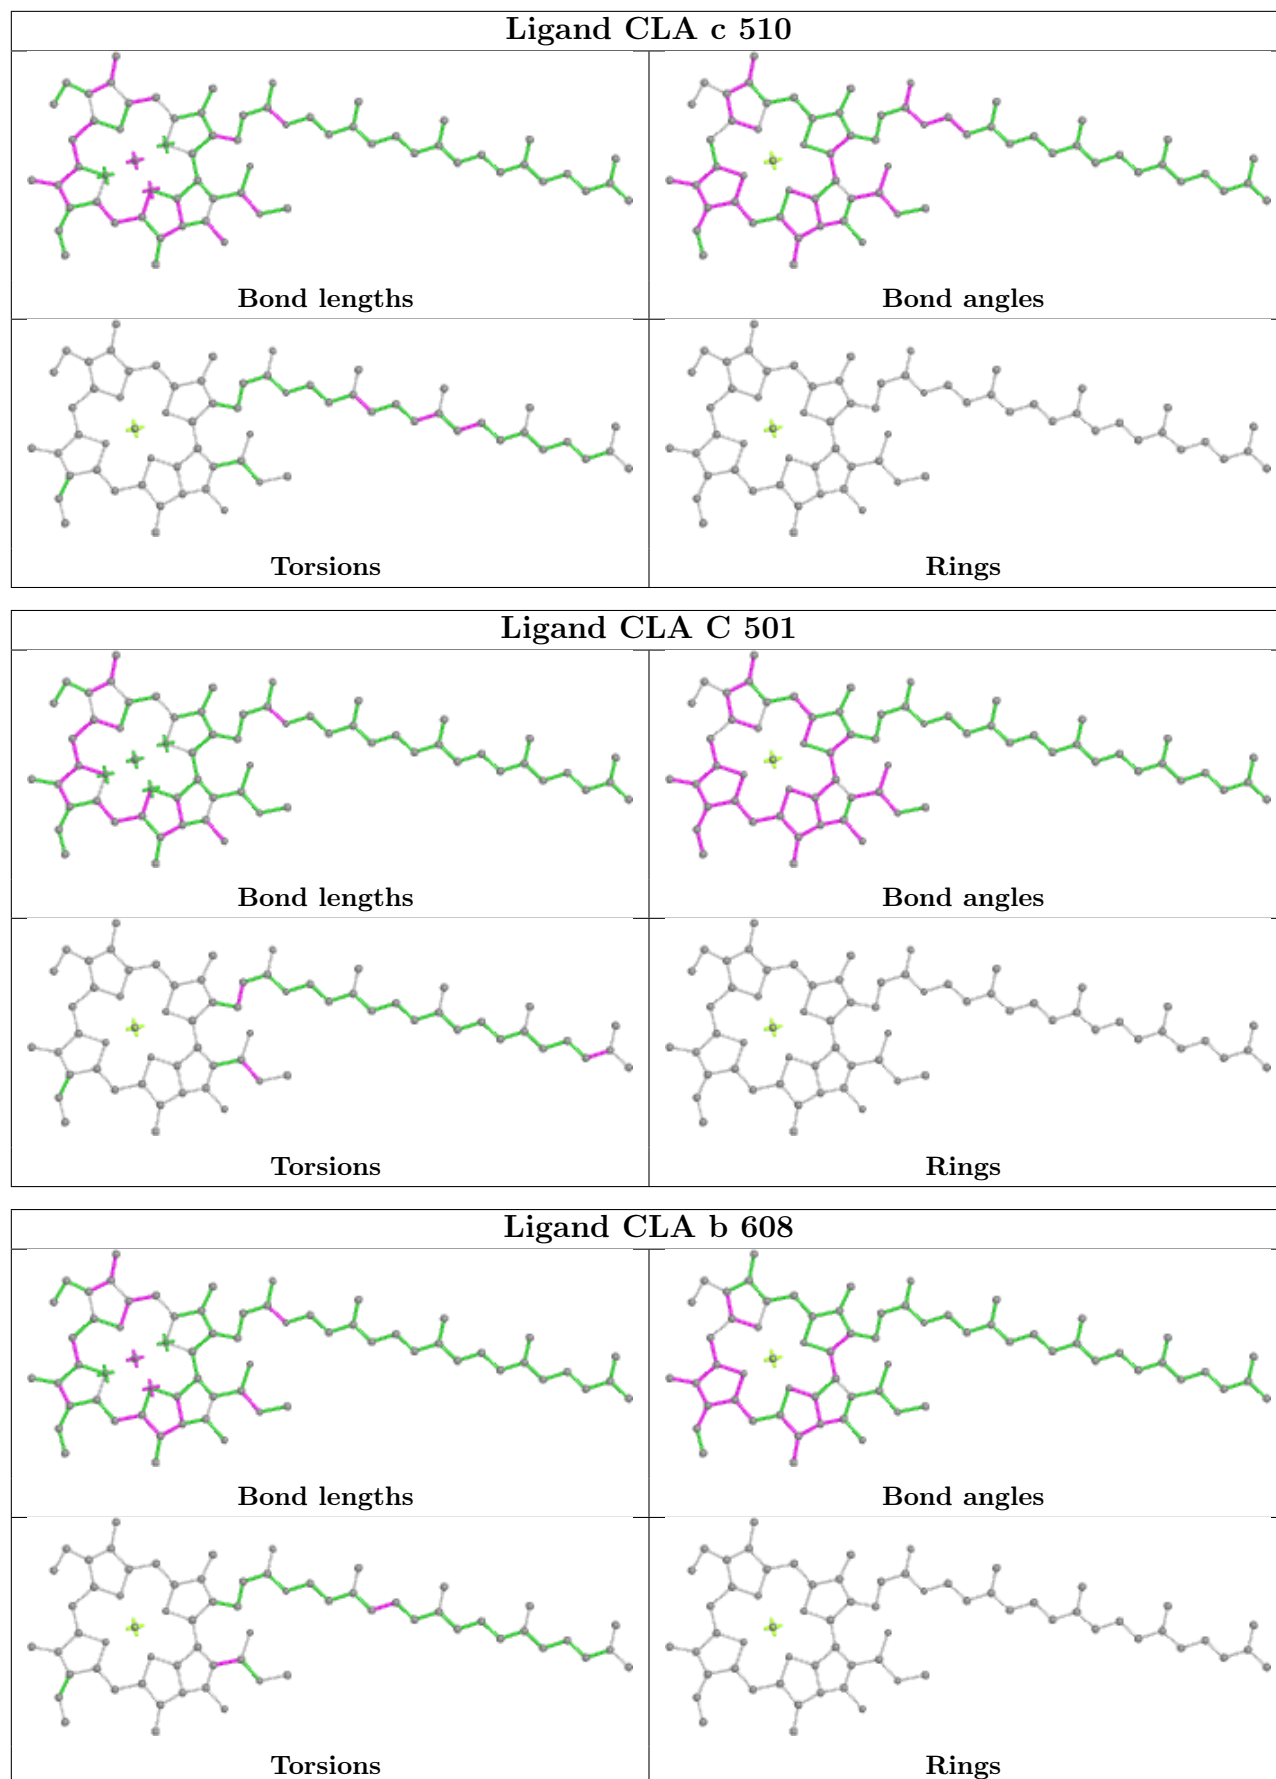 Ligand CLA c 510
Bond lengths
Bond angles
Torsions
Rings
Ligand CLA C 501
Bond lengths
Bond angles
Torsions
Rings
Ligand CLA b 608
Bond lengths
Bond angles
Torsions
Rings